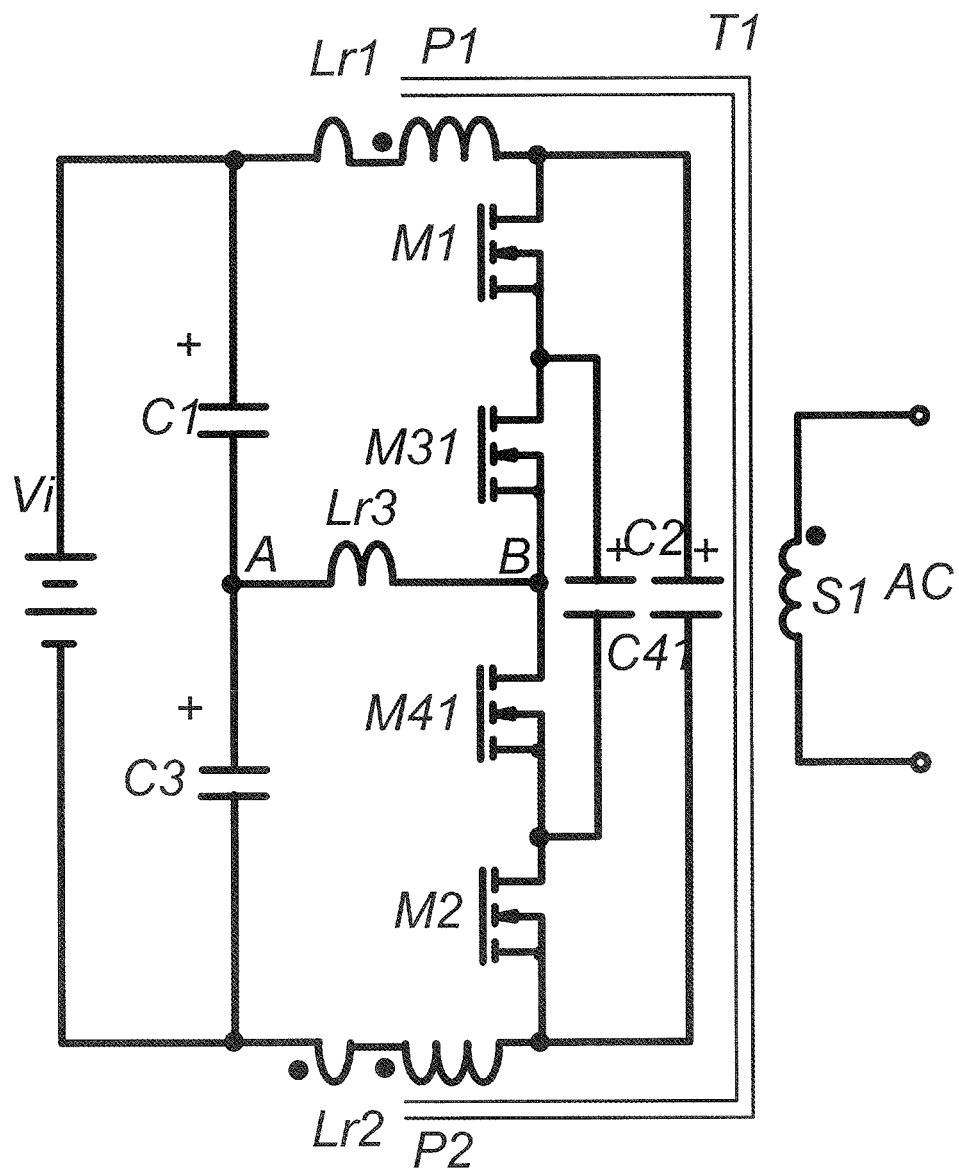 T1
P1
Lr1
M1
+
C1
M31
Vi
Lr3
A
B
+
C2
+
S1
AC
C41
M41
+
C3
M2
Lr2
P2